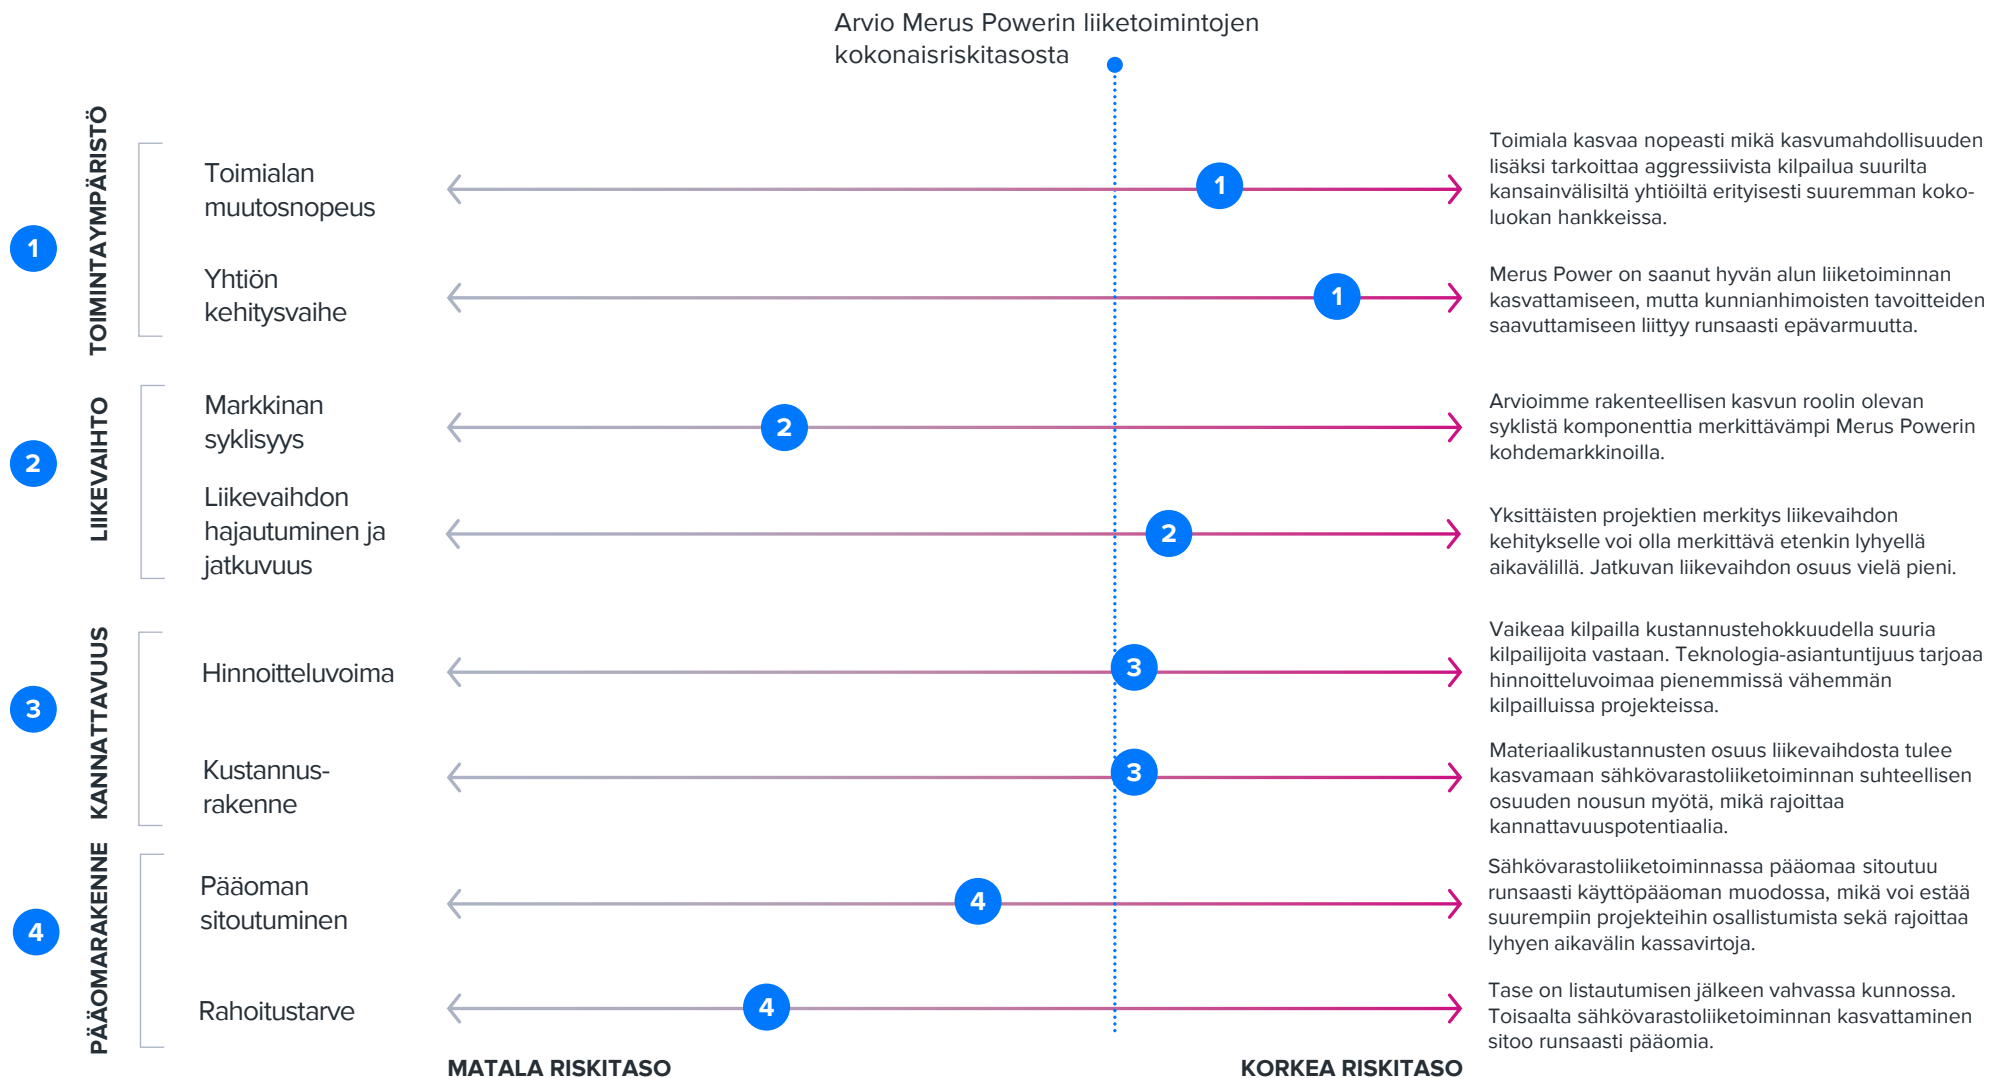 Arvio Merus Powerin liiketoimintojen
kokonaisriskitasosta
1
TOIMINTAYMPÄRISTÖ
Toimialan
muutosnopeus
1
Toimiala kasvaa nopeasti mikä kasvumahdollisuuden
lisäksi tarkoittaa aggressiivista kilpailua suurilta
kansainvälisiltä yhtiöiltä erityisesti suuremman koko-
luokan hankkeissa.
Yhtiön
kehitysvaihe
1
Merus Power on saanut hyvän alun liiketoiminnan
kasvattamiseen, mutta kunnianhimoisten tavoitteiden
saavuttamiseen liittyy runsaasti epävarmuutta.
2
LIIKEVAIHTO
Markkinan
syklisyys
2
Arvioimme rakenteellisen kasvun roolin olevan
syklistä komponenttia merkittävämpi Merus Powerin
kohdemarkkinoilla.
Liikevaihdon
hajautuminen ja
jatkuvuus
2
Yksittäisten projektien merkitys liikevaihdon
kehitykselle voi olla merkittävä etenkin lyhyellä
aikavälillä. Jatkuvan liikevaihdon osuus vielä pieni.
3
KANNATTAVUUS
Hinnoitteluvoima
3
Vaikeaa kilpailla kustannustehokkuudella suuria
kilpailijoita vastaan. Teknologia-asiantuntijuus tarjoaa
hinnoitteluvoimaa pienemmissä vähemmän
kilpailluissa projekteissa.
Kustannus-
rakenne
3
Materiaalikustannusten osuus liikevaihdosta tulee
kasvamaan sähkövarastoliiketoiminnan suhteellisen
osuuden nousun myötä, mikä rajoittaa
kannattavuuspotentiaalia.
4
PÄÄOMARAKENNE
Pääoman
sitoutuminen
4
Sähkövarastoliiketoiminnassa pääomaa sitoutuu
runsaasti käyttöpääoman muodossa, mikä voi estää
suurempiin projekteihin osallistumista sekä rajoittaa
lyhyen aikavälin kassavirtoja.
Rahoitustarve
4
Tase on listautumisen jälkeen vahvassa kunnossa.
Toisaalta sähkövarastoliiketoiminnan kasvattaminen
sitoo runsaasti pääomia.
MATALA RISKITASO
KORKEA RISKITASO